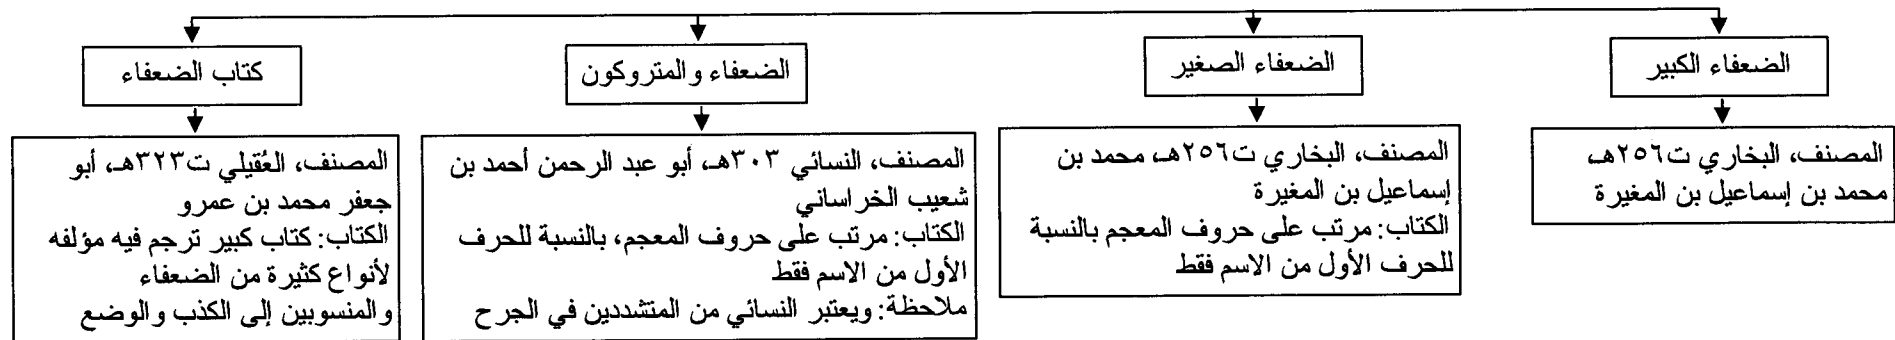 الضعفاء الكبير
المصنف، البخاري ت٢٥٦هـ،
محمد بن إسماعيل بن المغيرة
الضعفاء الصغير
المصنف، البخاري ت٢٥٦هـ، محمد بن
إسماعيل بن المغيرة
الكتاب: مرتب على حروف المعجم بالنسبة
للحرف الأول من الاسم فقط
الضعفاء والمتروكون
المصنف، النسائي ٣٠٣هـ، أبو عبد الرحمن أحمد بن
شعيب الخراساني
الكتاب: مرتب على حروف المعجم، بالنسبة للحرف
الأول من الاسم فقط
ملاحظة: ويعتبر النسائي من المتشددين في الجرح
كتاب الضعفاء
المصنف، العُقيلي ت٣٢٣هـ، أبو
جعفر محمد بن عمرو
الكتاب: كتاب كبير ترجم فيه مؤلفه
لأنواع كثيرة من الضعفاء
والمنسوبين إلى الكذب والوضع